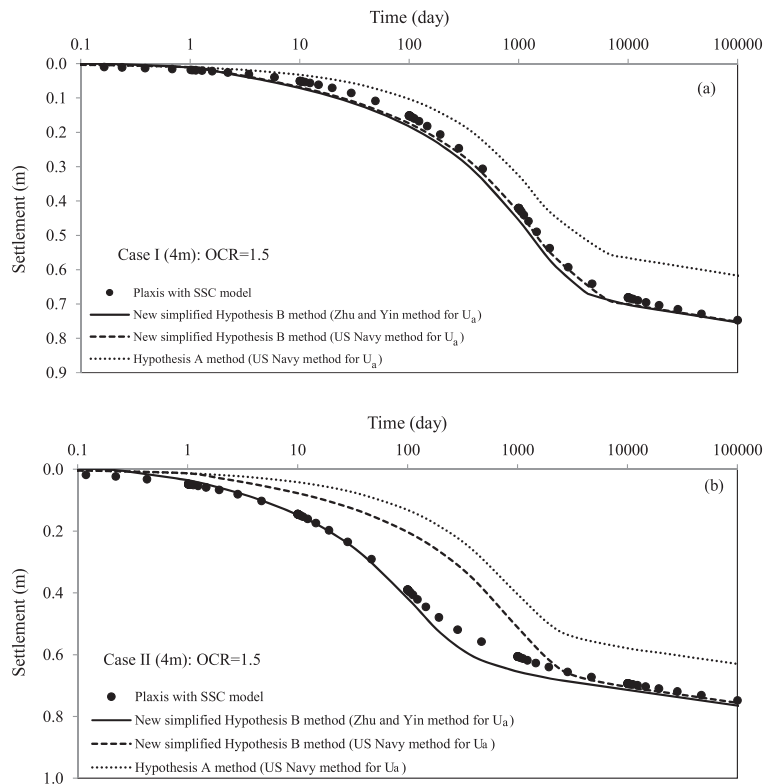 Time (day)
0.1 1 10 100 1000 10000 100000
0.0
0.1
0.2
0.3
0.4
0.5
0.6
0.7
0.8
0.9
Settlement (m)
(a)
Case I (4m): OCR=1.5
Plaxis with SSC model
New simplified Hypothesis B method (Zhu and Yin method for Ua)
New simplified Hypothesis B method (US Navy method for Ua)
Hypothesis A method (US Navy method for Ua)
Time (day)
0.1 1 10 100 1000 10000 100000
0.0
0.2
0.4
0.6
0.8
1.0
Settlement (m)
(b)
Case II (4m): OCR=1.5
Plaxis with SSC model
New simplified Hypothesis B method (Zhu and Yin method for Ua)
New simplified Hypothesis B method (US Navy method for Ua)
Hypothesis A method (US Navy method for Ua)